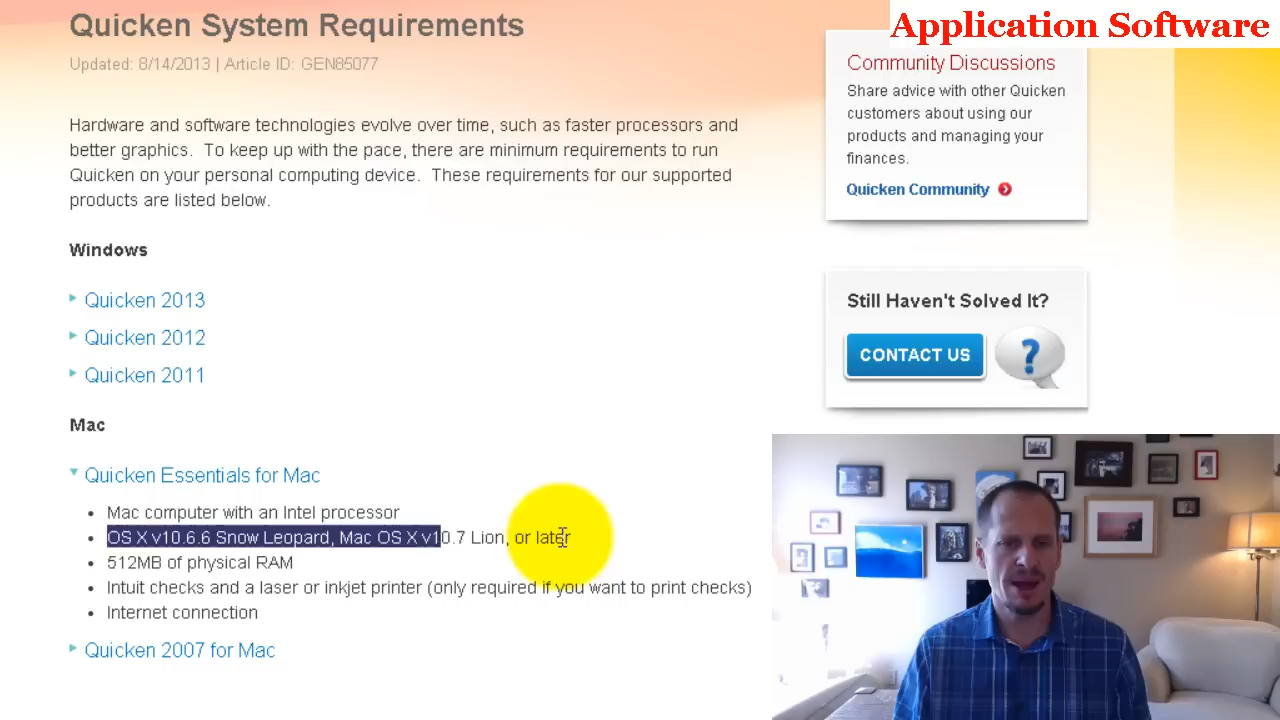 Application Software
Quicken System Requirements
Updated: 8/14/2013 | Article ID: GEN85077
Hardware and software technologies evolve over time, such as faster processors and
better graphics. To keep up with the pace, there are minimum requirements to run
Quicken on your personal computing device. These requirements for our supported
products are listed below.
Windows
Quicken 2013
Quicken 2012
Quicken 2011
Mac
Quicken Essentials for Mac
• Mac computer with an Intel processor
• OS X v10.6.6 Snow Leopard, Mac OS X v10.7 Lion, or later
• 512MB of physical RAM
• Intuit checks and a laser or inkjet printer (only required if you want to print checks)
• Internet connection
Quicken 2007 for Mac
Community Discussions
Share advice with other Quicken
customers about using our
products and managing your
finances.
Quicken Community
Still Haven't Solved It?
CONTACT US
?